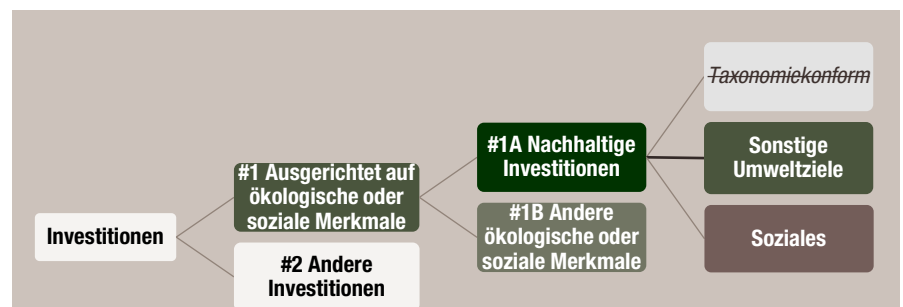 Investitionen
#1 Ausgerichtet auf
ökologische oder
soziale Merkmale
#2 Andere
Investitionen
#1A Nachhaltige
Investitionen
#1B Andere
ökologische oder
soziale Merkmale
Taxonomiekonform
Sonstige
Umweltziele
Soziales